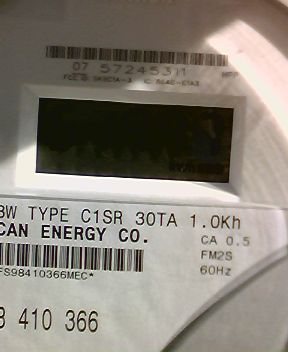 07 57245311
3W TYPE C1SR 30TA 1.0Kh
CAN ENERGY CO.
CA 0.5
FM2S
60Hz
FS98410366MEC*
8 410 366